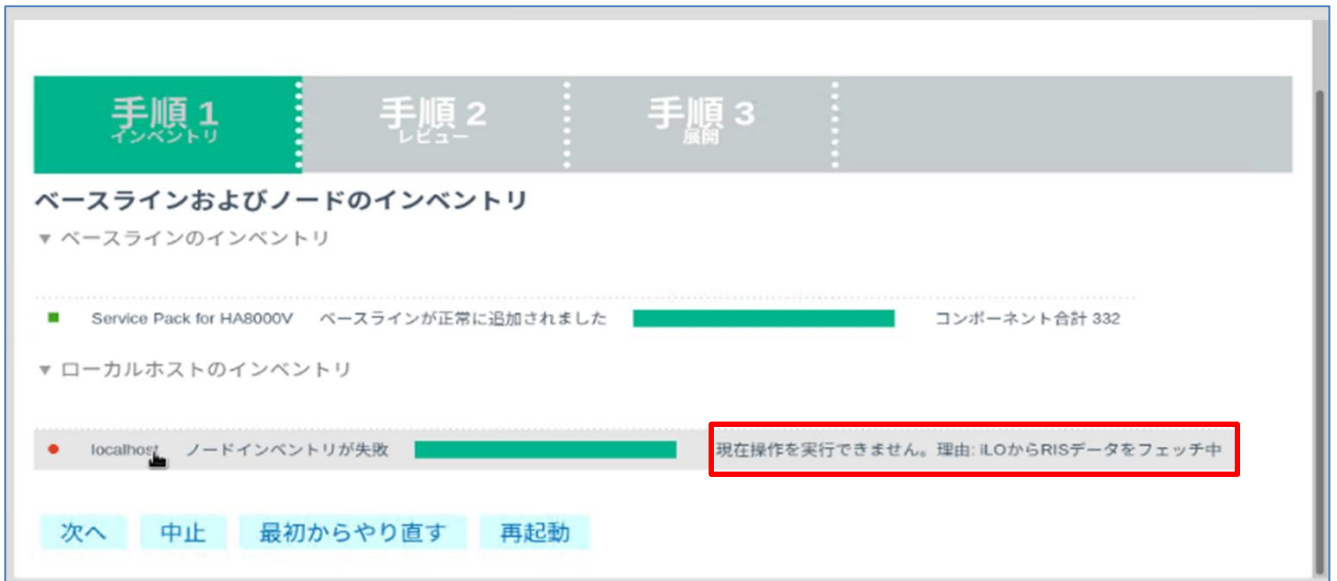 手順 1
インベントリ
手順 2
レビュー
手順 3
展開
ベースラインおよびノードのインベントリ
▼ ベースラインのインベントリ
Service Pack for HA8000V ベースラインが正常に追加されました コンポーネント合計 332
▼ ローカルホストのインベントリ
localhost ノードインベントリが失敗 現在操作を実行できません。理由: iLOからRISデータをフェッチ中
次へ 中止 最初からやり直す 再起動